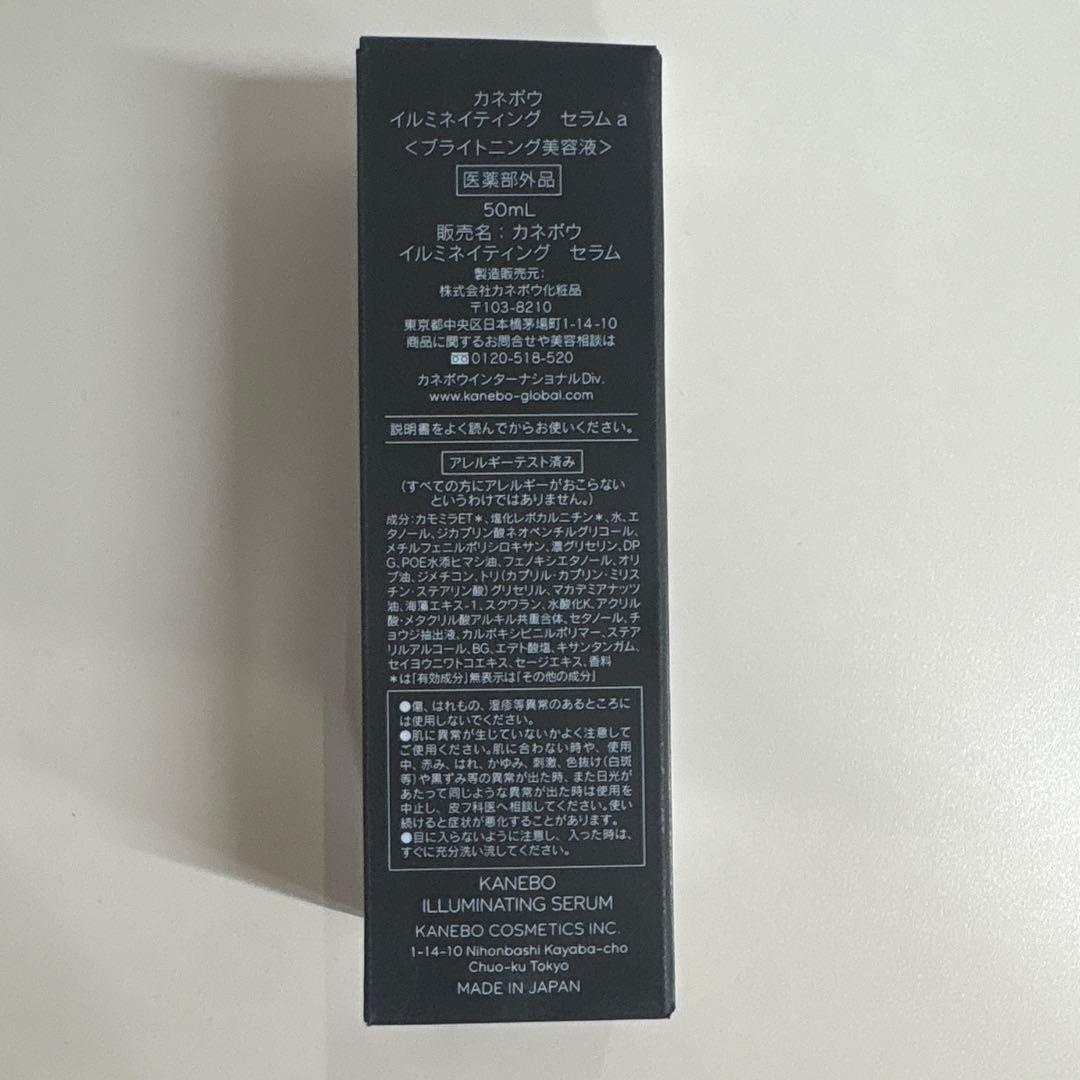 カネボウ
イルミネイティング　セラム a
＜ブライトニング美容液＞
医薬部外品
50mL
販売名：カネボウ
イルミネイティング　セラム
製造販売元：
株式会社カネボウ化粧品
〒103-8210
東京都中央区日本橋茅場町1-14-10
商品に関するお問合せや美容相談は
0120-518-520
カネボウインターナショナルDiv.
www.kanebo-global.com
説明書をよく読んでからお使いください。
アレルギーテスト済み
（すべての方にアレルギーがおこらない
というわけではありません。）
成分：カモミラET＊、塩化レボカルニチン＊、水、エ
タノール、ジカプリン酸ネオペンチルグリコール、
メチルフェニルポリシロキサン、濃グリセリン、DP
G、POE水添ヒマシ油、フェノキシエタノール、オリ
ブ油、ジメチコン、トリ（カプリル・カプリン・ミリス
チン・ステアリン酸）グリセリル、マカデミアナッツ
油、海藻エキス-1、スクワラン、水酸化K、アクリル
酸・メタクリル酸アルキル共重合体、セタノール、チ
ョウジ抽出液、カルボキシビニルポリマー、ステア
リルアルコール、BG、エデト酸塩、キサンタンガム、
セイヨウニワトコエキス、セージエキス、香料
＊は「有効成分」無表示は「その他の成分」
●傷、はれもの、湿疹等異常のあるところに
は使用しないでください。
●肌に異常が生じていないかよく注意して
ご使用ください。肌に合わない時や、使用
中、赤み、はれ、かゆみ、刺激、色抜け（白斑
等）や黒ずみ等の異常が出た時、また日光が
あたって同じような異常が出た時は使用を
中止し、皮フ科医へ相談してください。使い
続けると症状が悪化することがあります。
●目に入らないように注意し、入った時は、
すぐに充分洗い流してください。
KANEBO
ILLUMINATING SERUM
KANEBO COSMETICS INC.
1-14-10 Nihonbashi Kayaba-cho
Chuo-ku Tokyo
MADE IN JAPAN